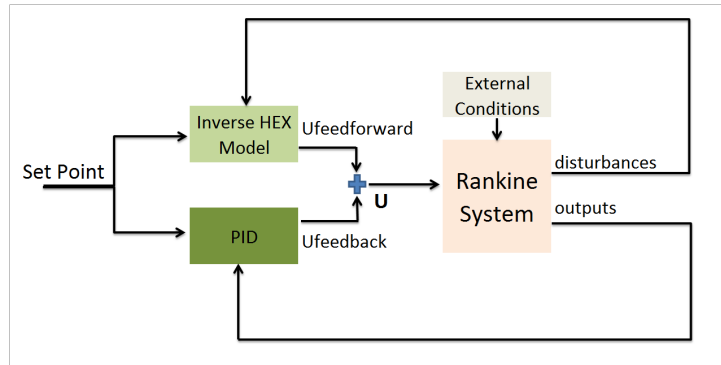 External
Conditions
Inverse HEX
Model
Ufeedforward
disturbances
Set Point
U
Rankine
System
outputs
PID
Ufeedback